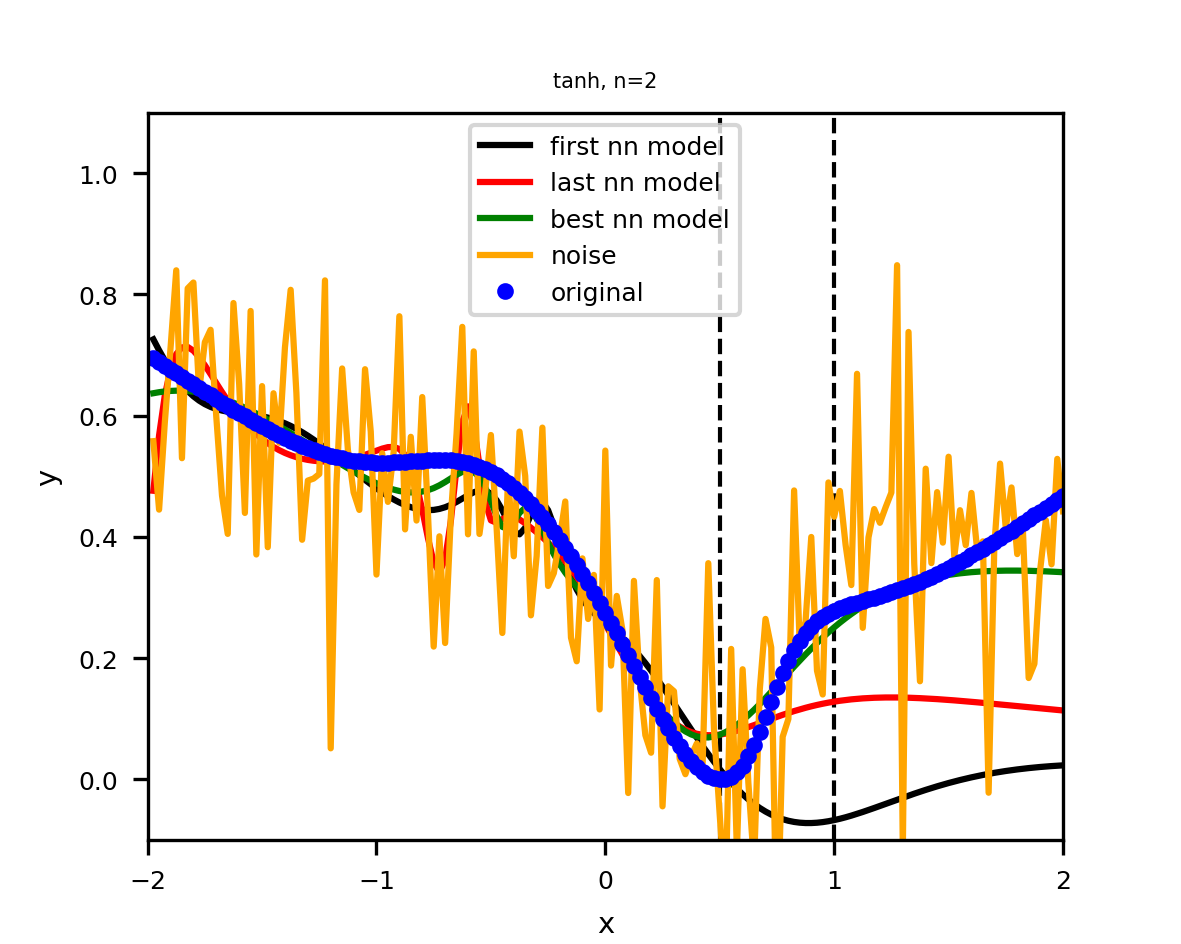 tanh, n=2
first nn model
last nn model
best nn model
noise
original
1.0
0.8
0.6
0.4
0.2
0.0
y
−2 −1 0 1 2
x